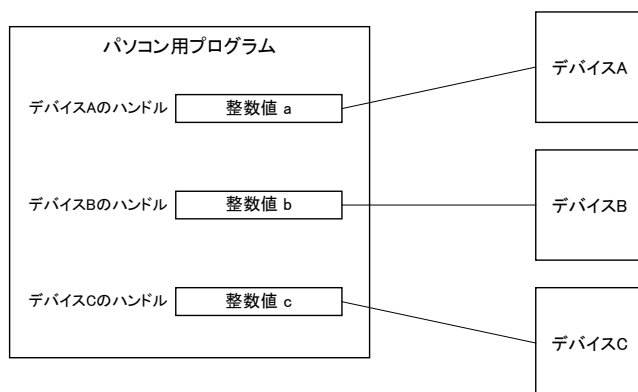 パソコン用プログラム
デバイスAのハンドル
整数値 a
デバイスA
デバイスBのハンドル
整数値 b
デバイスB
デバイスCのハンドル
整数値 c
デバイスC